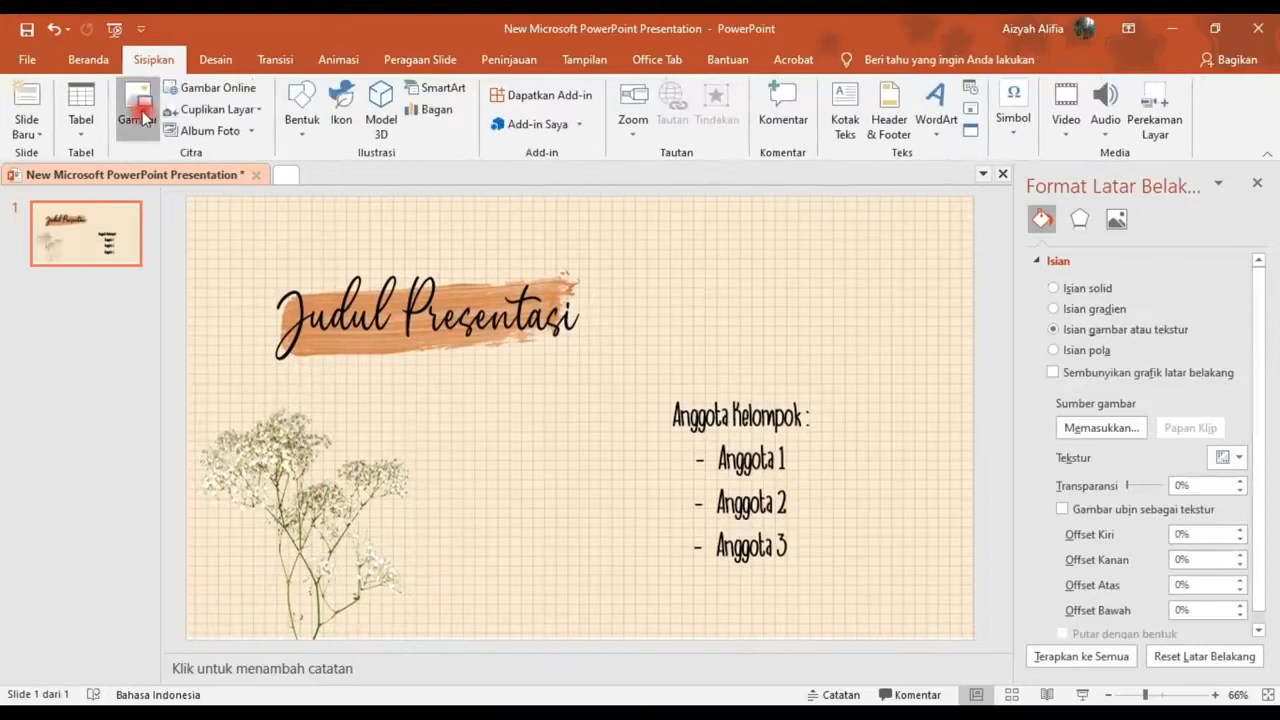 New Microsoft PowerPoint Presentation - PowerPoint
Aizyah Alifia
File Beranda Sisipkan Desain Transisi Animasi Peragaan Slide Peninjauan Tampilan Office Tab Bantuan Acrobat Beri tahu yang ingin Anda lakukan Bagikan
Slide Baru
Slide
Tabel
Tabel
Gambar Online
Cuplikan Layar
Album Foto
Citra
Bentuk
Ikon
Model 3D
SmartArt
Bagan
Ilustrasi
Dapatkan Add-in
Add-in Saya
Add-in
Zoom
Tautan
Tindakan
Tautan
Komentar
Komentar
Kotak Teks
Header & Footer
WordArt
Teks
Simbol
Video
Audio
Perekaman Layar
Media
New Microsoft PowerPoint Presentation *
1
Judul Presentasi
Anggota Kelompok :
- Anggota 1
- Anggota 2
- Anggota 3
Format Latar Belak...
Isian
Isian solid
Isian gradien
Isian gambar atau tekstur
Isian pola
Sembunyikan grafik latar belakang
Sumber gambar
Memasukkan... Papan Klip
Tekstur
Transparansi 0%
Gambar ubin sebagai tekstur
Offset Kiri 0%
Offset Kanan 0%
Offset Atas 0%
Offset Bawah 0%
Putar dengan bentuk
Terapkan ke Semua Reset Latar Belakang
Klik untuk menambah catatan
Slide 1 dari 1 Bahasa Indonesia Catatan Komentar 66%